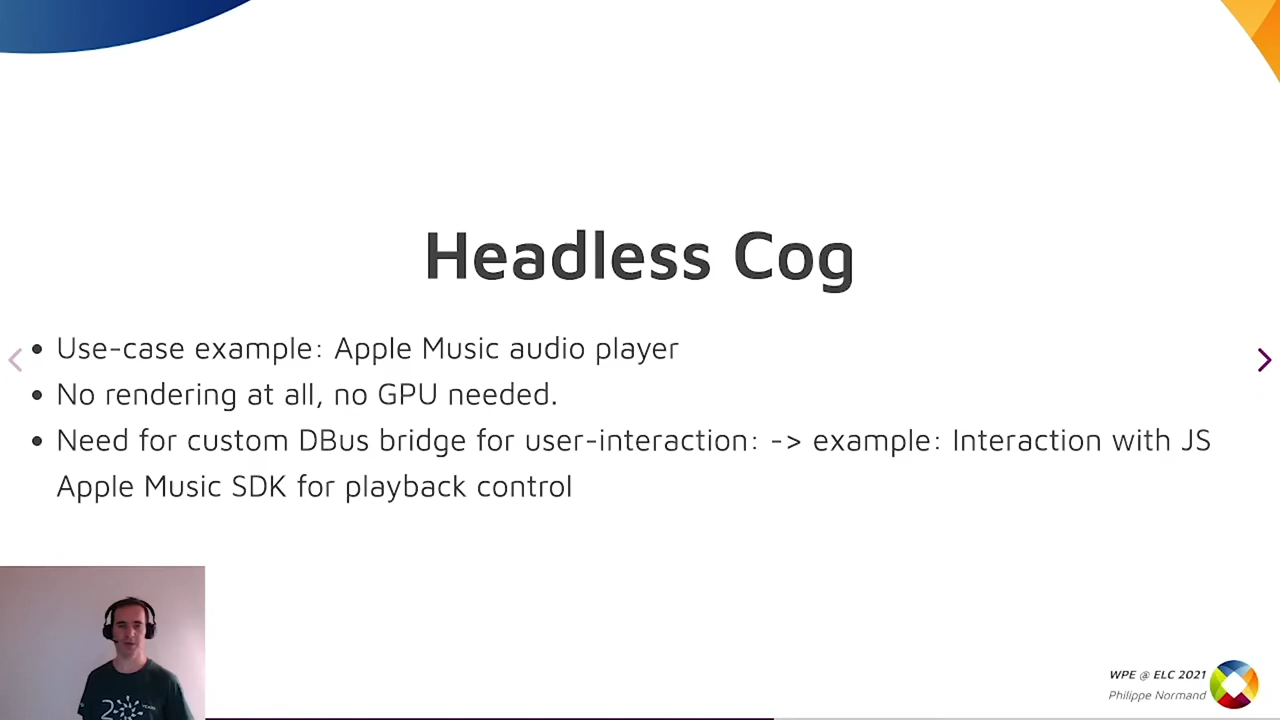 Headless Cog
• Use-case example: Apple Music audio player
• No rendering at all, no GPU needed.
• Need for custom DBus bridge for user-interaction: -> example: Interaction with JS
Apple Music SDK for playback control
20
WPE @ ELC 2021
Philippe Normand